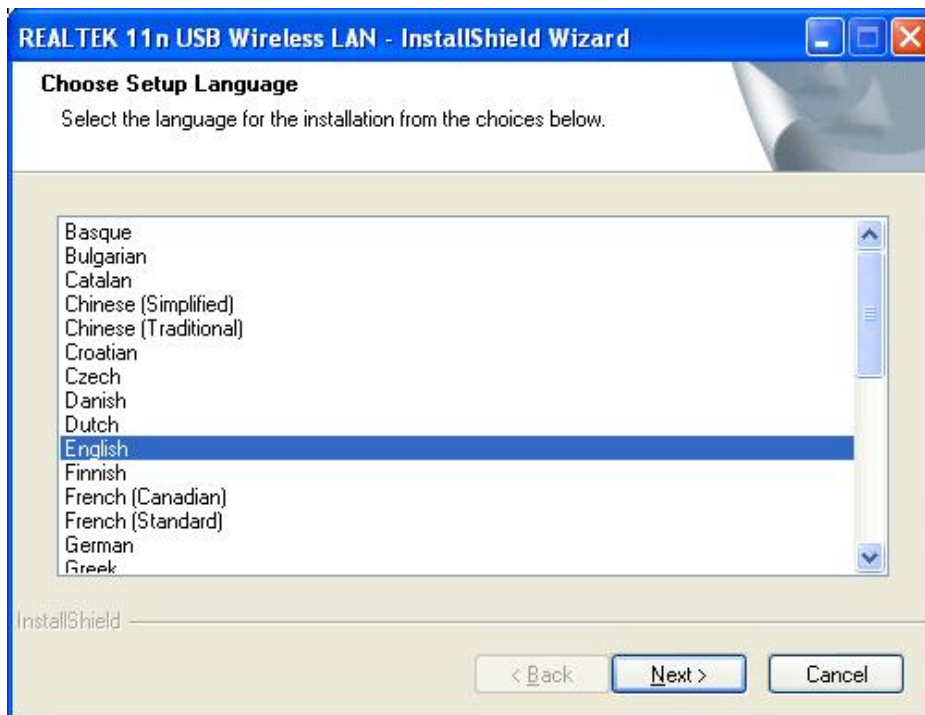 REALTEK 11n USB Wireless LAN - InstallShield Wizard
Choose Setup Language
Select the language for the installation from the choices below.
Basque
Bulgarian
Catalan
Chinese (Simplified)
Chinese (Traditional)
Croatian
Czech
Danish
Dutch
English
Finnish
French (Canadian)
French (Standard)
German
Greek
InstallShield
< Back
Next >
Cancel